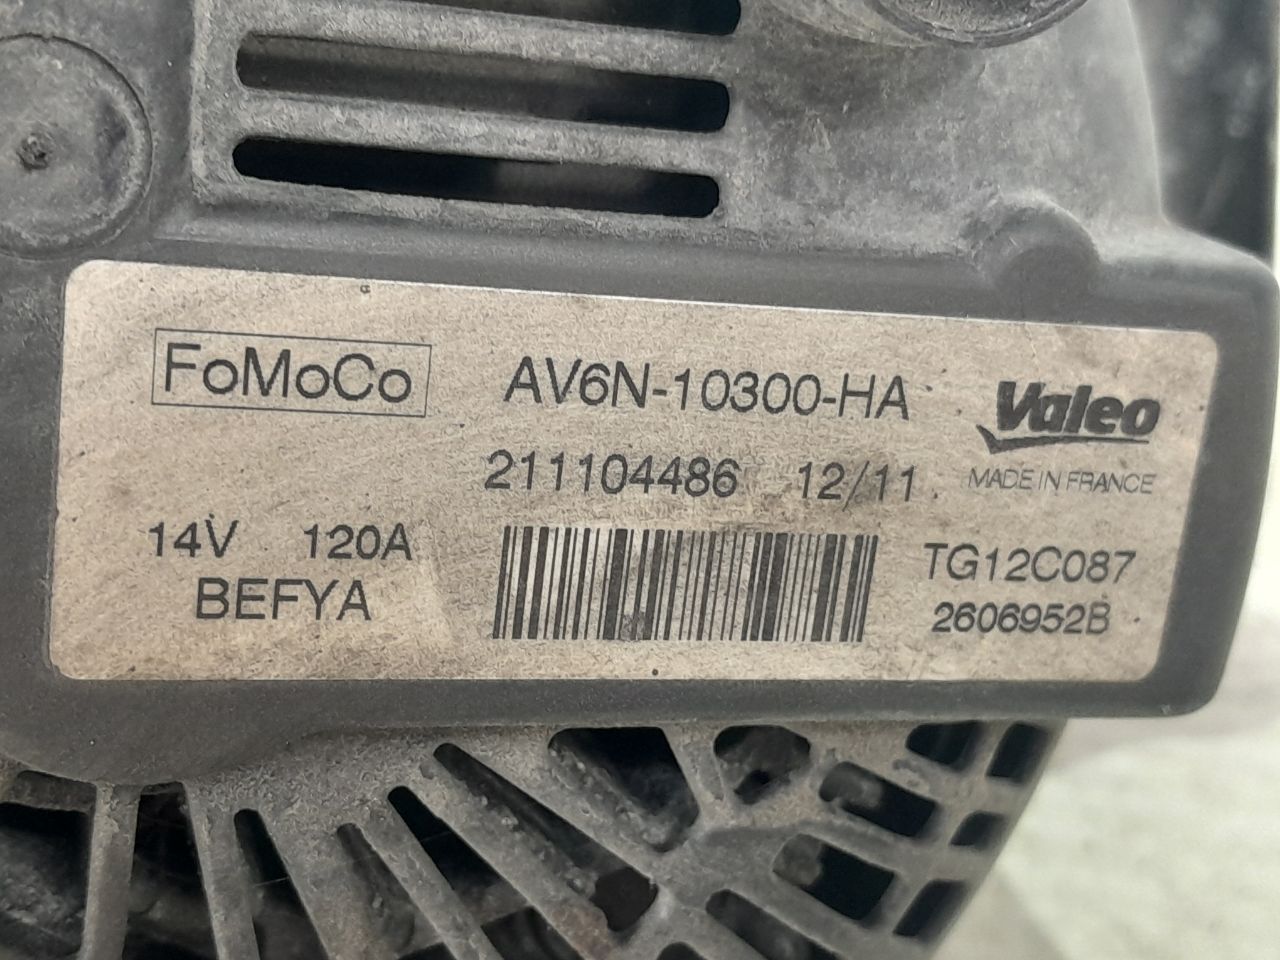 FoMoCo AV6N-10300-HA Valeo
211104486 12/11 MADE IN FRANCE
14V 120A TG12C087
BEFYA 2606952B